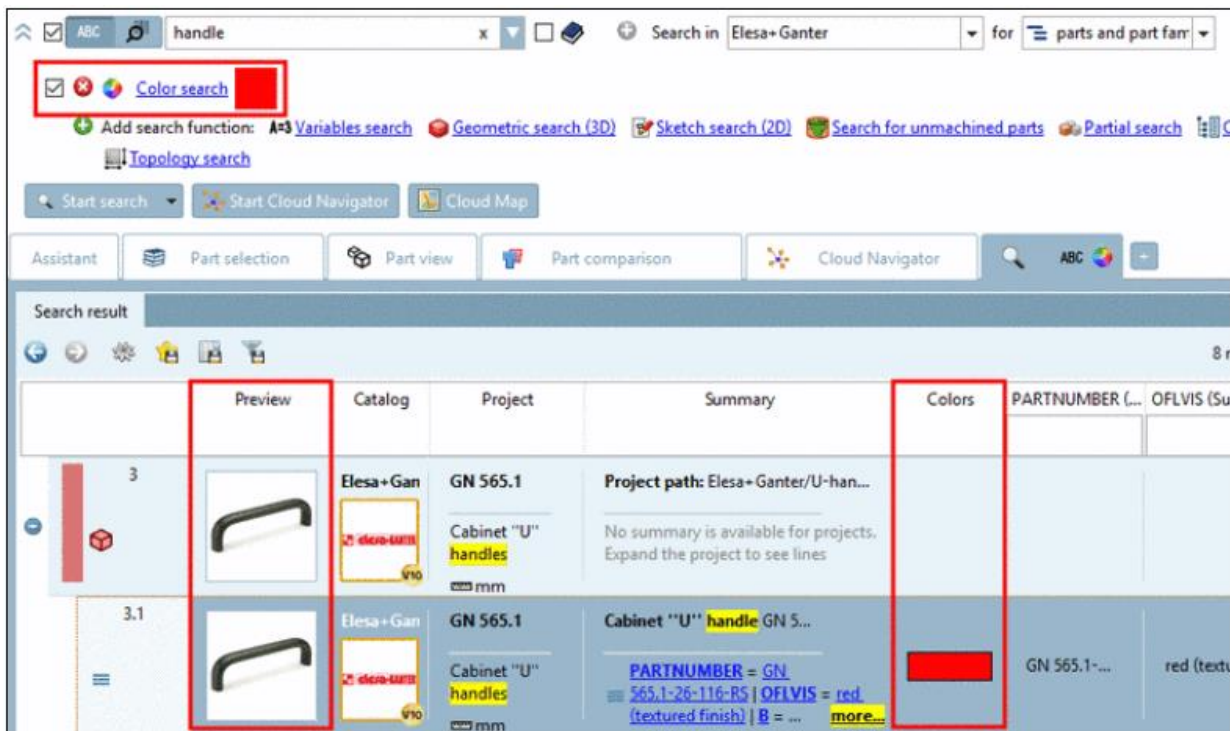 ABC handle x Search in Elesa+Ganter for parts and part fam
Color search
Add search function: A=3 Variables search Geometric search (3D) Sketch search (2D) Search for unmachined parts Partial search
Topology search
Start search Start Cloud Navigator Cloud Map
Assistant Part selection Part view Part comparison Cloud Navigator ABC
Search result
8
Preview Catalog Project Summary Colors PARTNUMBER (... OFLVIS (Su
3 Elesa+Gan GN 565.1 Project path: Elesa+Ganter/U-han...
Cabinet "U" No summary is available for projects.
handles Expand the project to see lines
V10 mm
3.1 Elesa+Gan GN 565.1 Cabinet "U" handle GN 5...
Cabinet "U" PARTNUMBER = GN GN 565.1-... red (textu
handles 565.1-26-116-RS | OFLVIS = red
V10 mm (textured finish) | B = ... more...